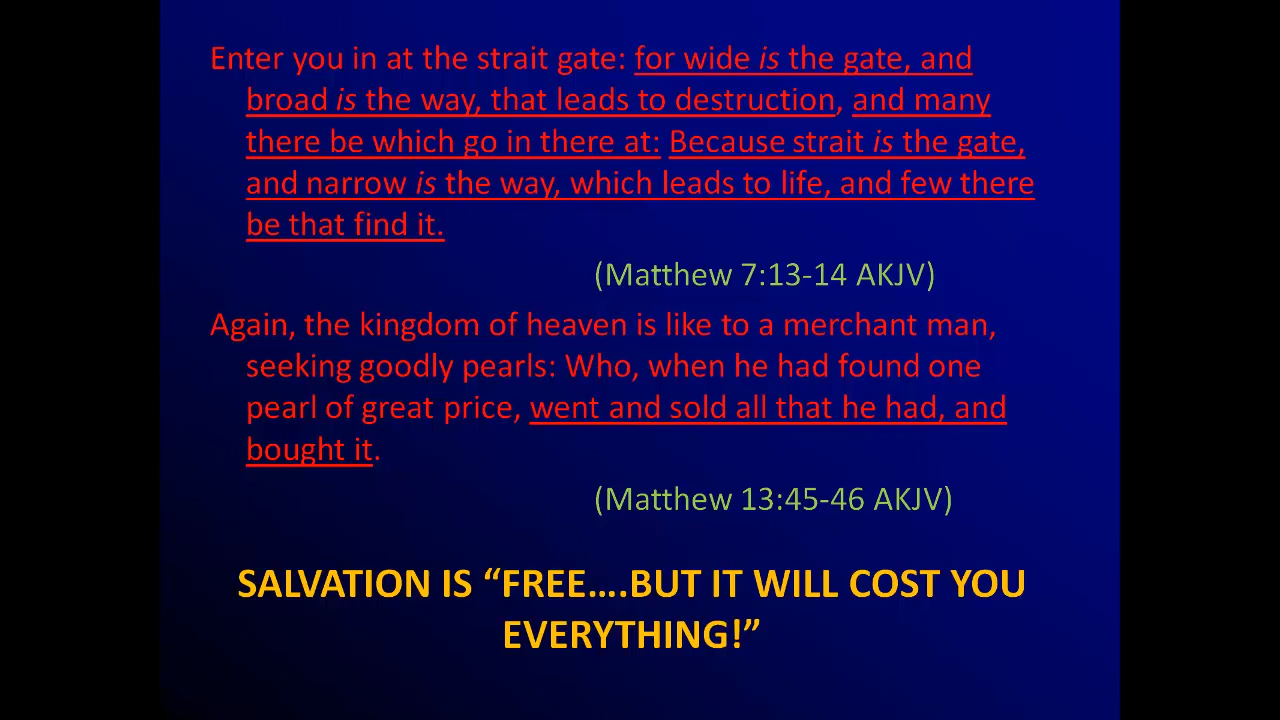 Enter you in at the strait gate: for wide is the gate, and
broad is the way, that leads to destruction, and many
there be which go in there at: Because strait is the gate,
and narrow is the way, which leads to life, and few there
be that find it.
(Matthew 7:13-14 AKJV)
Again, the kingdom of heaven is like to a merchant man,
seeking goodly pearls: Who, when he had found one
pearl of great price, went and sold all that he had, and
bought it.
(Matthew 13:45-46 AKJV)
SALVATION IS “FREE....BUT IT WILL COST YOU
EVERYTHING!”